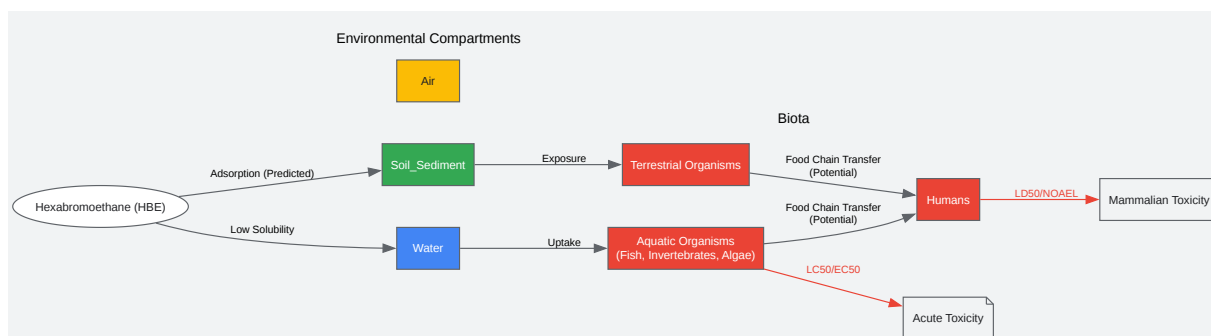 Environmental Compartments
Air
Biota
Soil_Sediment
Exposure
Terrestrial Organisms
Food Chain Transfer
(Potential)
Adsorption (Predicted)
Hexabromoethane (HBE)
Humans
LD50/NOAEL
Mammalian Toxicity
Low Solubility
Food Chain Transfer
(Potential)
Water
Uptake
Aquatic Organisms
(Fish, Invertebrates, Algae)
LC50/EC50
Acute Toxicity